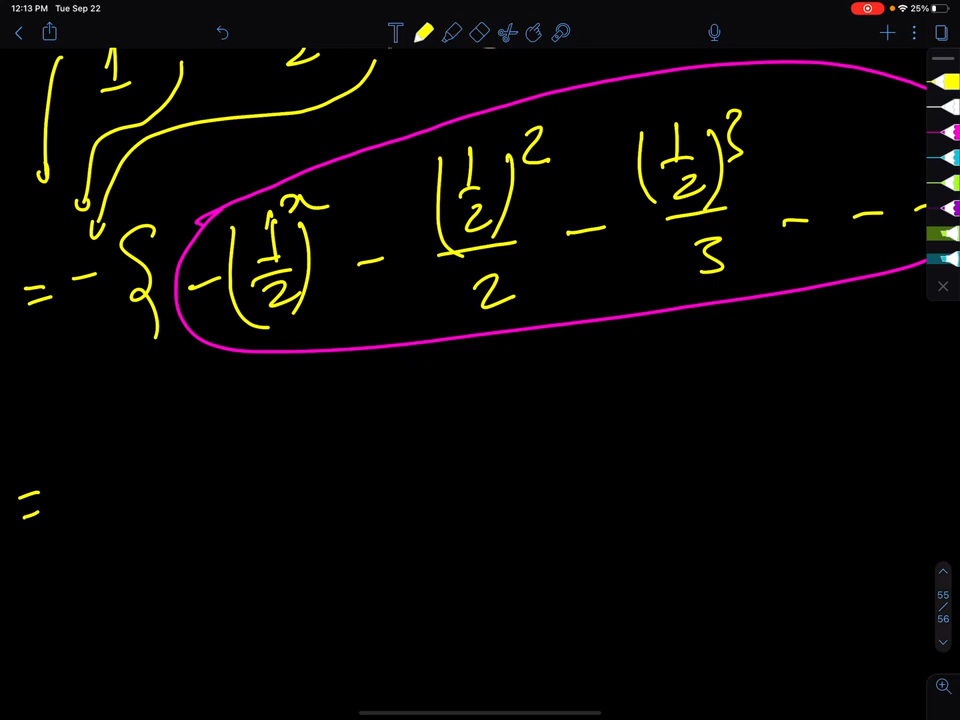 12:13 PM Tue Sep 22 25%
1 2
= - { - (1/2)^x - (1/2)^2/2 - (1/2)^3/3 - - -
=
55
/
56